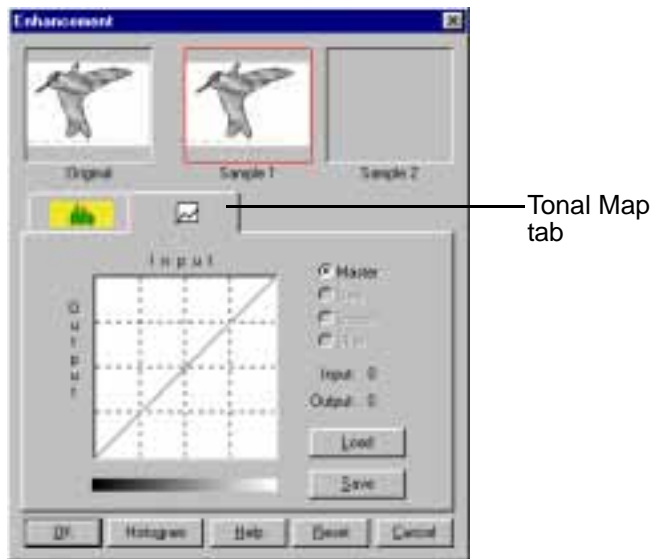 Enhancement
Original
Sample 1
Sample 2
Tonal Map
tab
Input
Output
Master
Input: 0
Output: 0
Load
Save
OK
Histogram
Help
Reset
Cancel